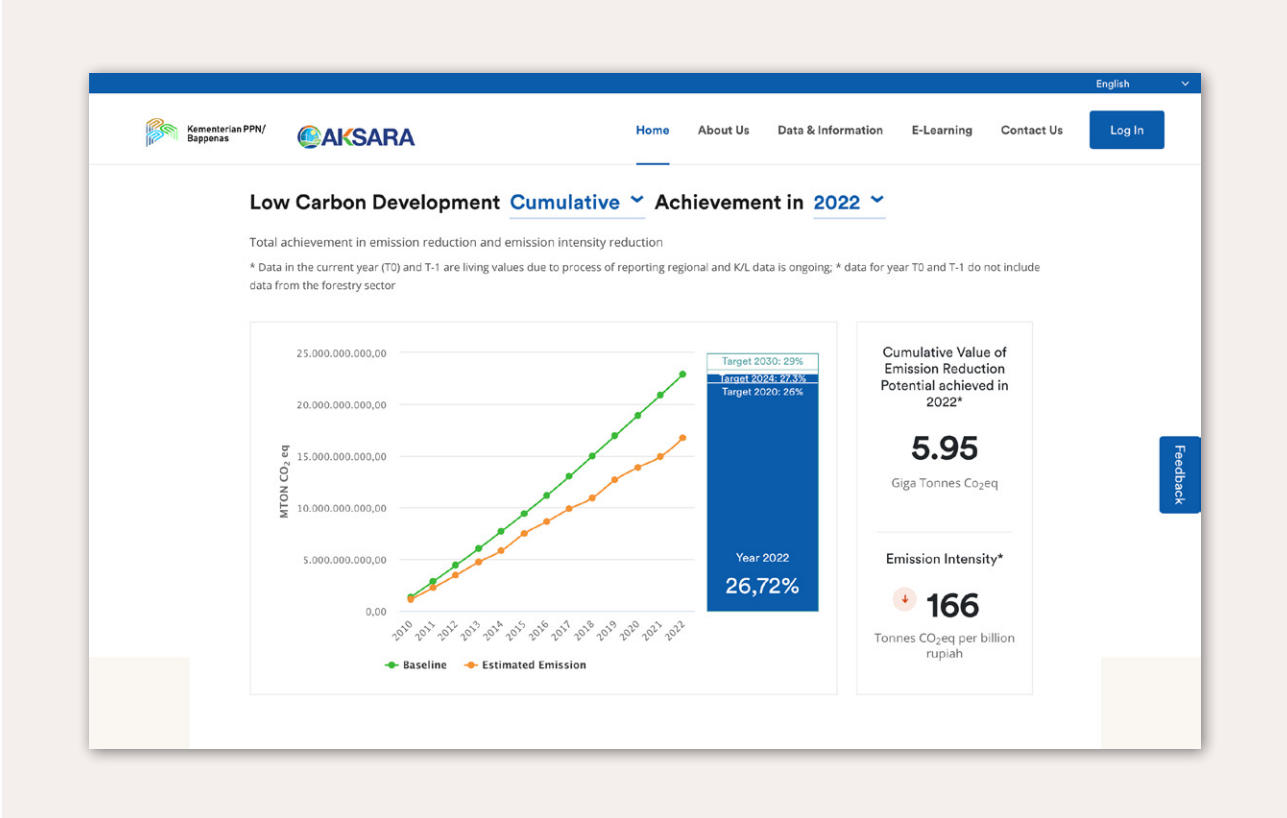 English
Kementerian PPN/
Bappenas
AKSARA
Home About Us Data & Information E-Learning Contact Us Log In
Low Carbon Development Cumulative Achievement in 2022
Total achievement in emission reduction and emission intensity reduction
* Data in the current year (T0) and T-1 are living values due to process of reporting regional and K/L data is ongoing; * data for year T0 and T-1 do not include
data from the forestry sector
MTON CO₂ eq
25.000.000.000,00
20.000.000.000,00
15.000.000.000,00
10.000.000.000,00
5.000.000.000,00
0,00
2010 2011 2012 2013 2014 2015 2016 2017 2018 2019 2020 2021 2022
Baseline Estimated Emission
Target 2030: 29%
Target 2024: 27.3%
Target 2020: 26%
Year 2022
26,72%
Cumulative Value of
Emission Reduction
Potential achieved in
2022*
5.95
Giga Tonnes Co₂eq
Emission Intensity*
166
Tonnes CO₂eq per billion
rupiah
Feedback